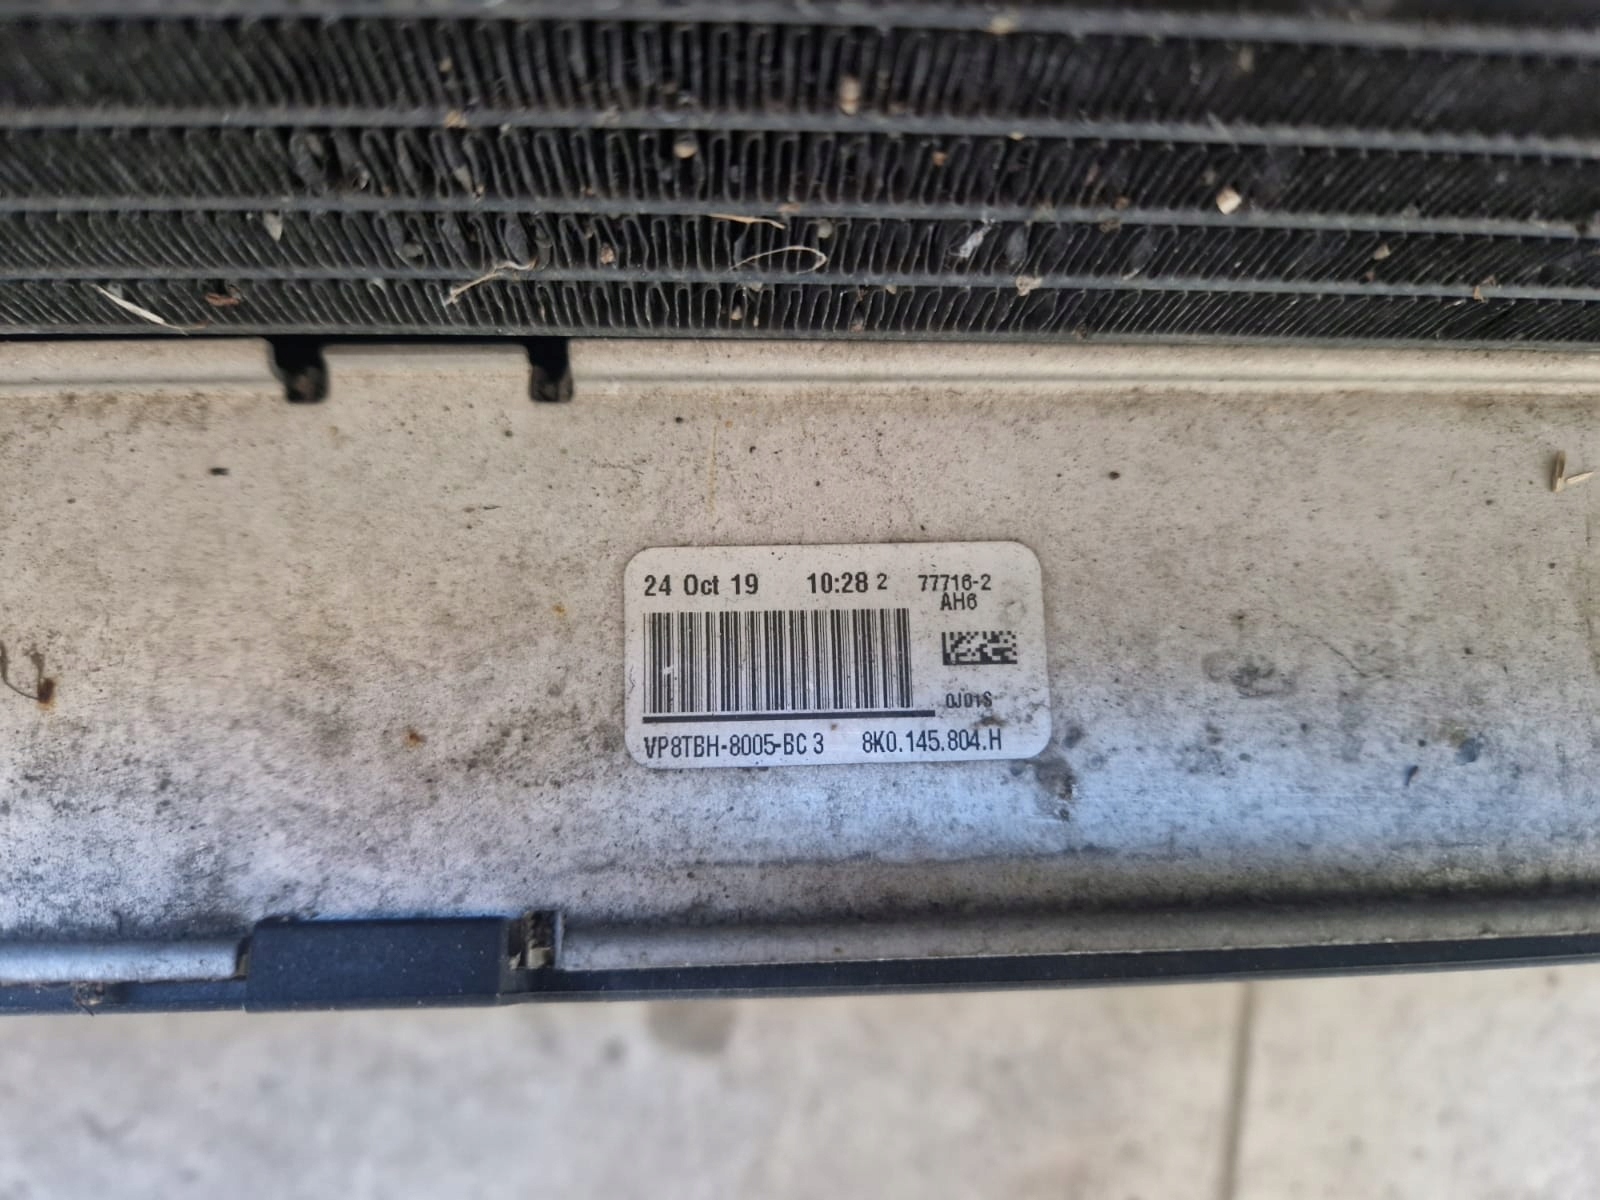 24 Oct 19 10:28 2 77716-2
AH6
0J01S
VP8TBH-8005-BC 3 8K0.145.804.H